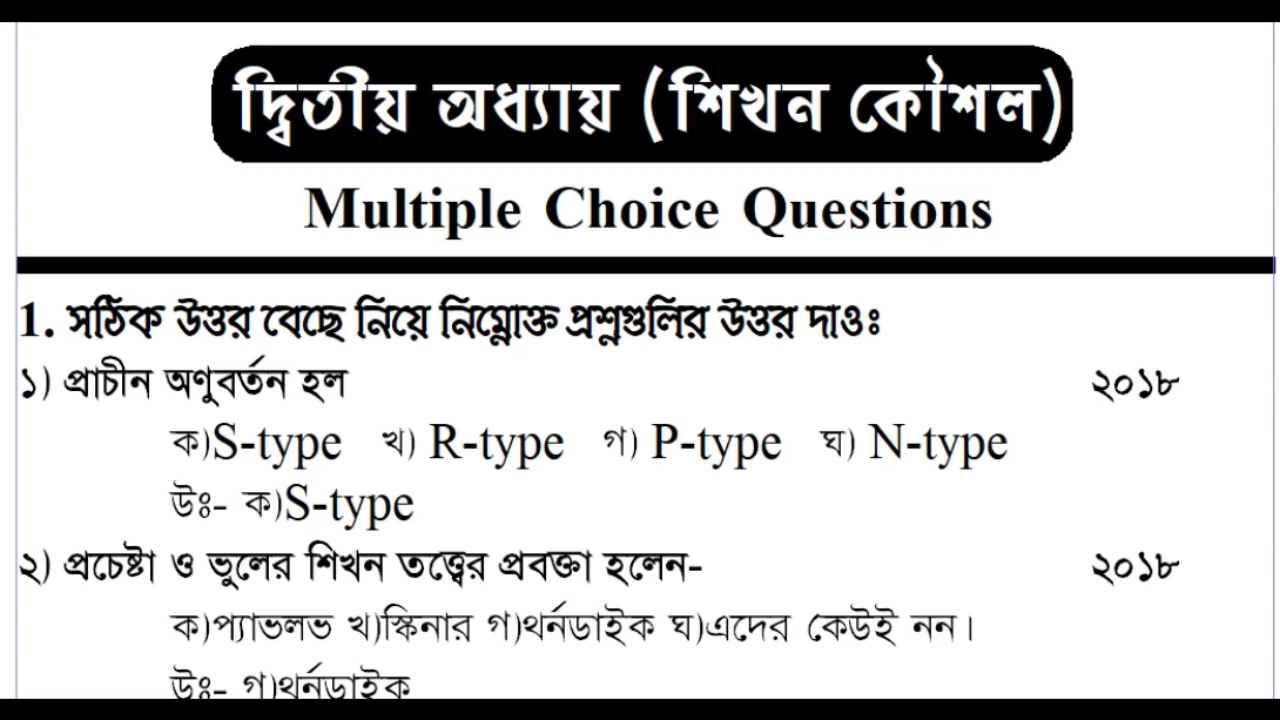 দ্বিতীয় অধ্যায় (শিখন কৌশল)
Multiple Choice Questions
1. সঠিক উত্তর বেছে নিয়ে নিম্নোক্ত প্রশ্নগুলির উত্তর দাওঃ
১) প্রাচীন অণুবর্তন হল ২০১৮
ক)S-type খ) R-type গ) P-type ঘ) N-type
উঃ- ক)S-type
২) প্রচেষ্টা ও ভুলের শিখন তত্ত্বের প্রবক্তা হলেন- ২০১৮
ক)প্যাভলভ খ)স্কিনার গ)থর্নডাইক ঘ)এদের কেউই নন।
উঃ- গ)থর্নডাইক